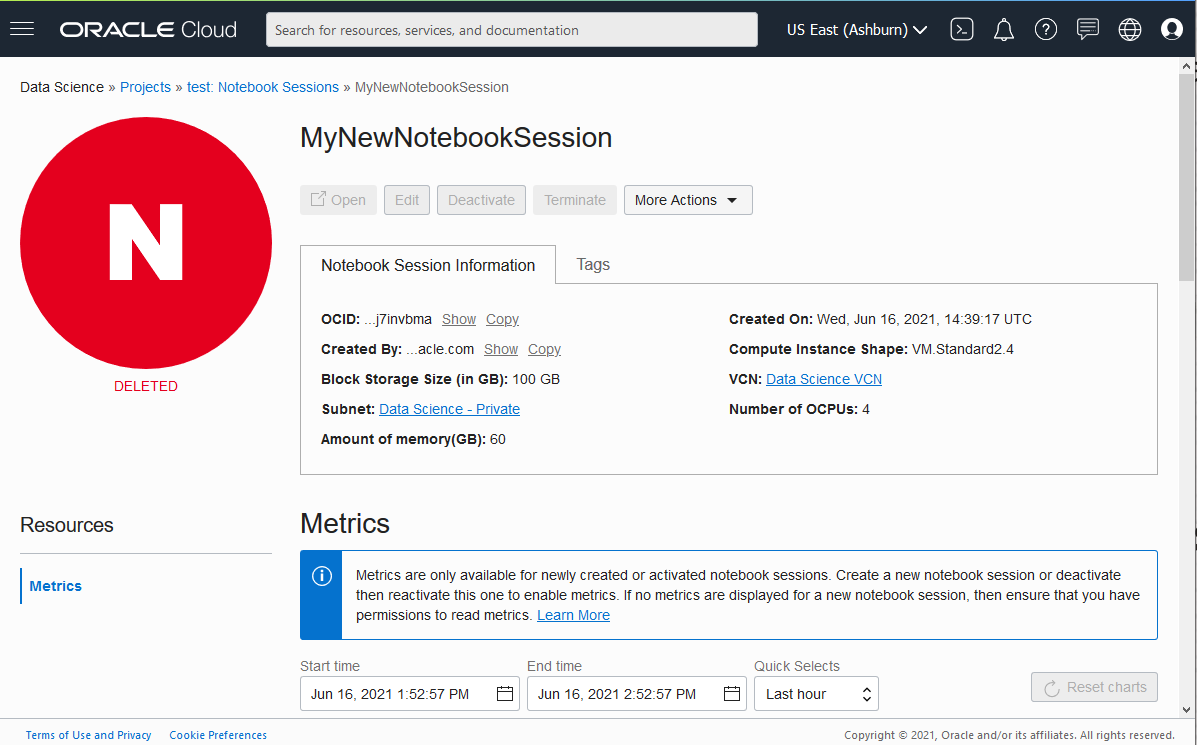 ORACLE Cloud
Search for resources, services, and documentation
US East (Ashburn)
Data Science » Projects » test: Notebook Sessions » MyNewNotebookSession
N
DELETED
MyNewNotebookSession
Open Edit Deactivate Terminate More Actions
Notebook Session Information Tags
OCID: ...j7invbma Show Copy
Created By: ...acle.com Show Copy
Block Storage Size (in GB): 100 GB
Subnet: Data Science - Private
Amount of memory(GB): 60
Created On: Wed, Jun 16, 2021, 14:39:17 UTC
Compute Instance Shape: VM.Standard2.4
VCN: Data Science VCN
Number of OCPUs: 4
Resources
Metrics
Metrics
Metrics are only available for newly created or activated notebook sessions. Create a new notebook session or deactivate
then reactivate this one to enable metrics. If no metrics are displayed for a new notebook session, then ensure that you have
permissions to read metrics. Learn More
Start time End time Quick Selects
Jun 16, 2021 1:52:57 PM Jun 16, 2021 2:52:57 PM Last hour Reset charts
Terms of Use and Privacy Cookie Preferences Copyright © 2021, Oracle and/or its affiliates. All rights reserved.